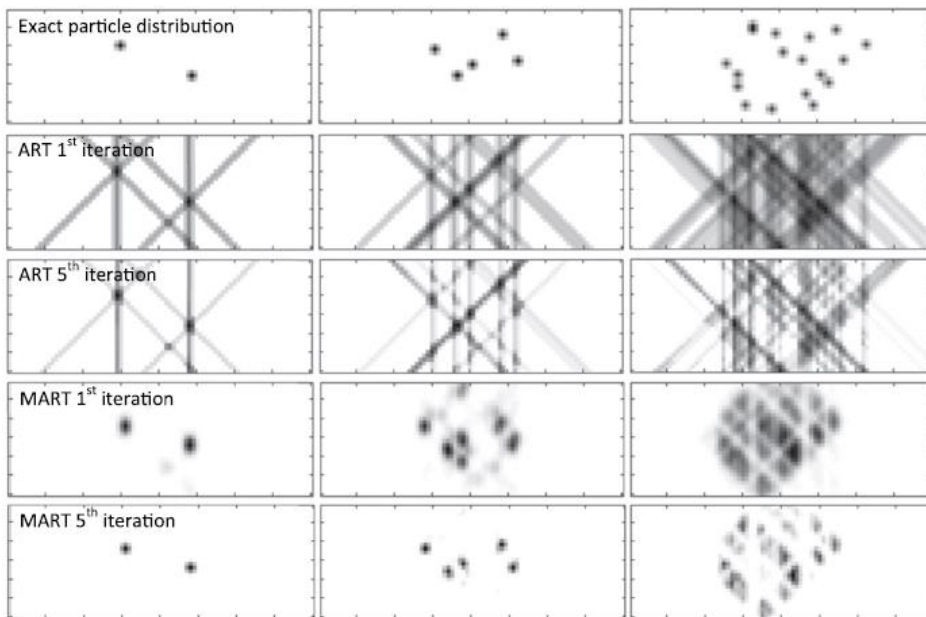 Exact particle distribution
ART 1st iteration
ART 5th iteration
MART 1st iteration
MART 5th iteration